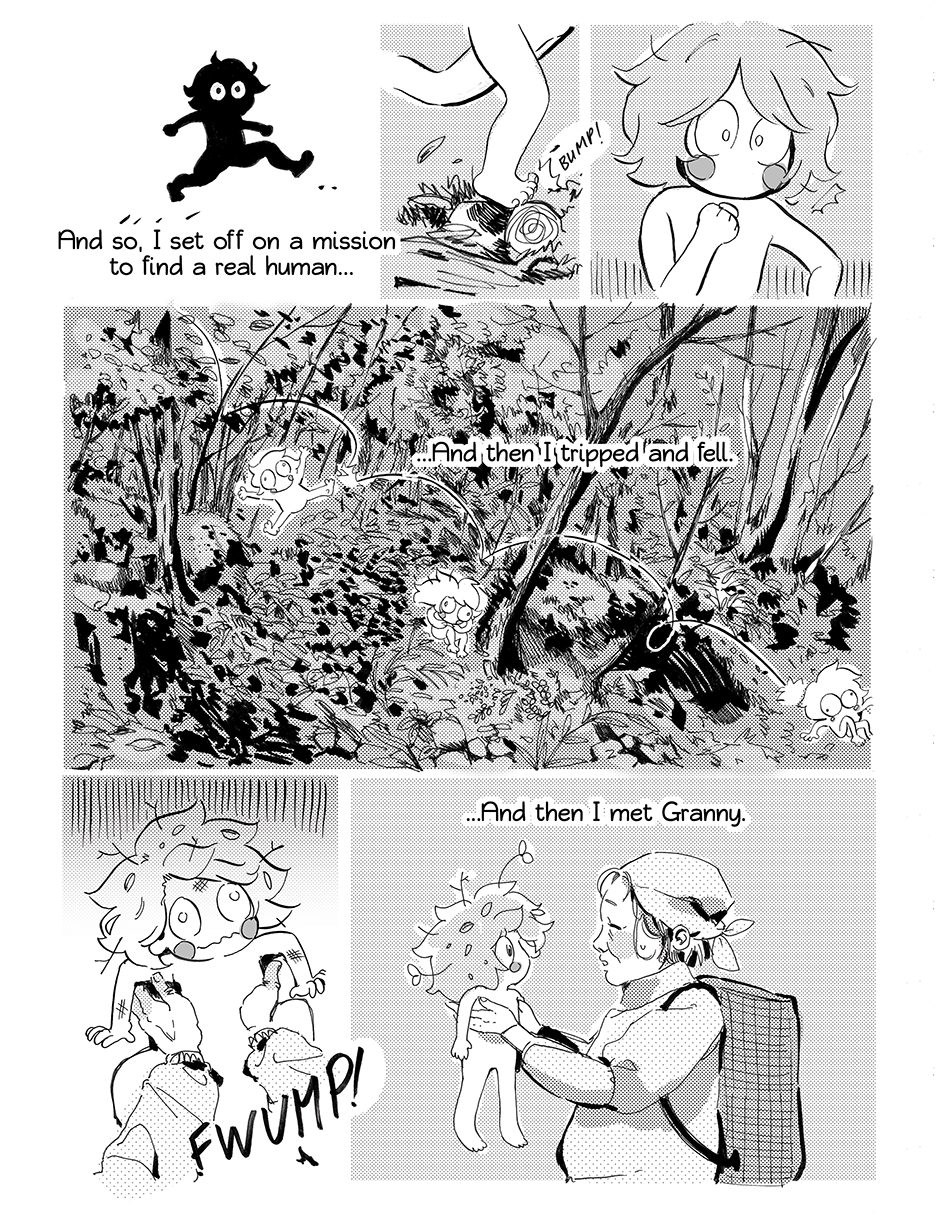 And so, I set off on a mission
to find a real human...
BUMP!
...And then I tripped and fell.
FWUMP!
...And then I met Granny.